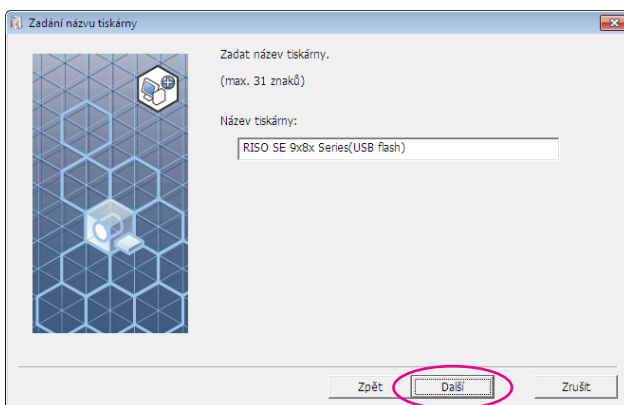 Zadání názvu tiskárny
Zadat název tiskárny.
(max. 31 znaků)
Název tiskárny:
RISO SE 9x8x Series(USB flash)
Zpět Další Zrušit